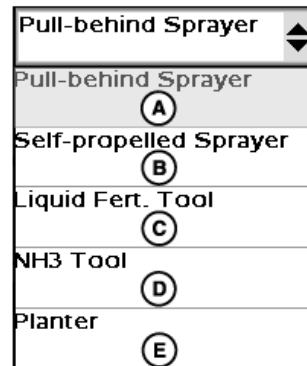 Pull-behind Sprayer
Pull-behind Sprayer
A
Self-propelled Sprayer
B
Liquid Fert. Tool
C
NH3 Tool
D
Planter
E